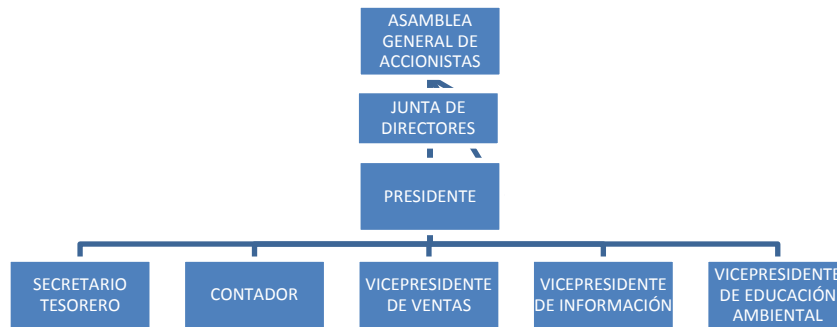 ASAMBLEA
GENERAL DE
ACCIONISTAS
JUNTA DE
DIRECTORES
PRESIDENTE
SECRETARIO
TESORERO
CONTADOR
VICEPRESIDENTE
DE VENTAS
VICEPRESIDENTE
DE INFORMACIÓN
VICEPRESIDENTE
DE EDUCACIÓN
AMBIENTAL